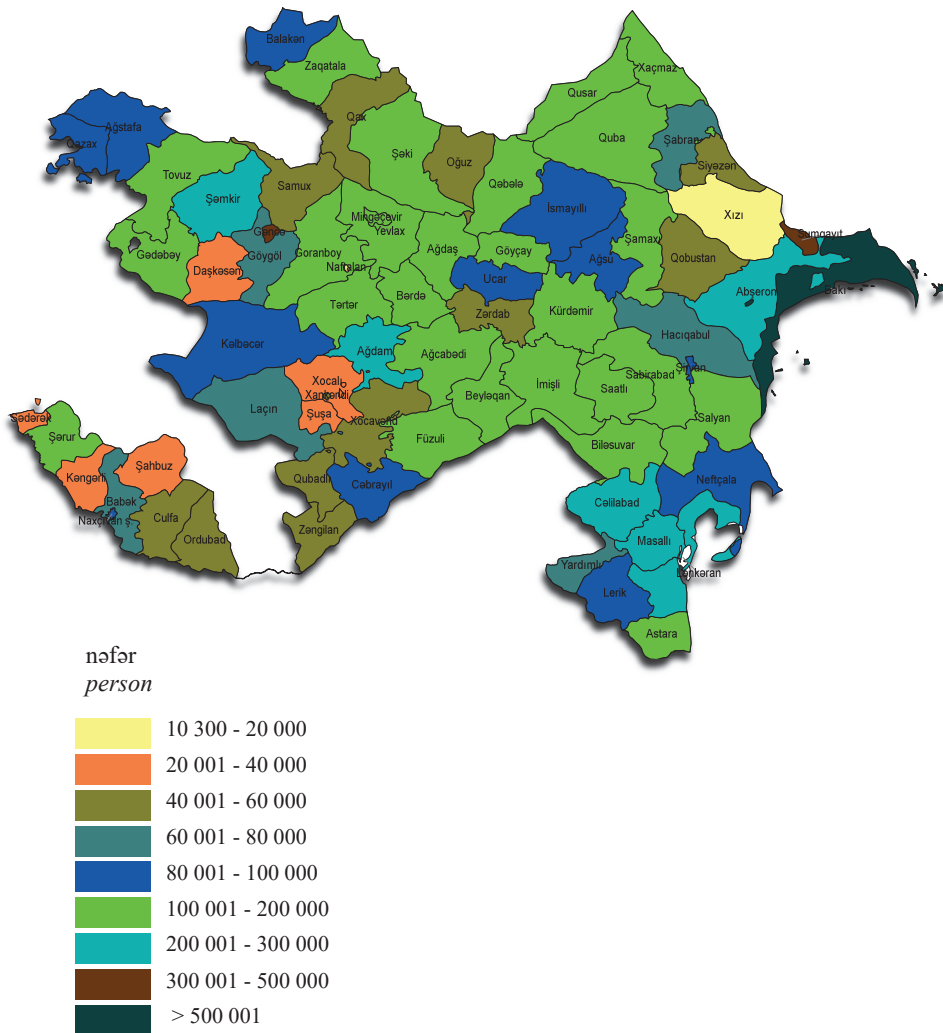 Balakən
Zaqatala
Xaçmaz
Qusar
Qax
Ağstafa
Quba
Şabran
Qazax
Şəki
Oğuz
Siyəzən
Tovuz
Qəbələ
Samux
Şəmkir
İsmayıllı
Xızı
Mingəçevir
Yevlax
Gəncə
Sumqayıt
Gədəbəy
Göygöl
Goranboy
Ağdaş
Göyçay
Şamaxı
Qobustan
Daşkəsən
Naftalan
Ağsu
Ucar
Abşeron
Bakı
Tərtər
Bərdə
Zərdab
Kürdəmir
Kəlbəcər
Hacıqabul
Ağdam
Ağcabədi
Şirvan
Xocalı
Xankəndi
İmişli
Sabirabad
Saatlı
Beyləqan
Laçın
Şuşa
Xocavənd
Salyan
Sədərək
Şərur
Füzuli
Biləsuvar
Şahbuz
Kəngərli
Qubadlı
Cəbrayıl
Neftçala
Babək
Cəlilabad
Naxçıvan ş.
Culfa
Zəngilan
Ordubad
Masallı
Yardımlı
Lənkəran
Lerik
Astara
nəfər
person
10 300 - 20 000
20 001 - 40 000
40 001 - 60 000
60 001 - 80 000
80 001 - 100 000
100 001 - 200 000
200 001 - 300 000
300 001 - 500 000
> 500 001